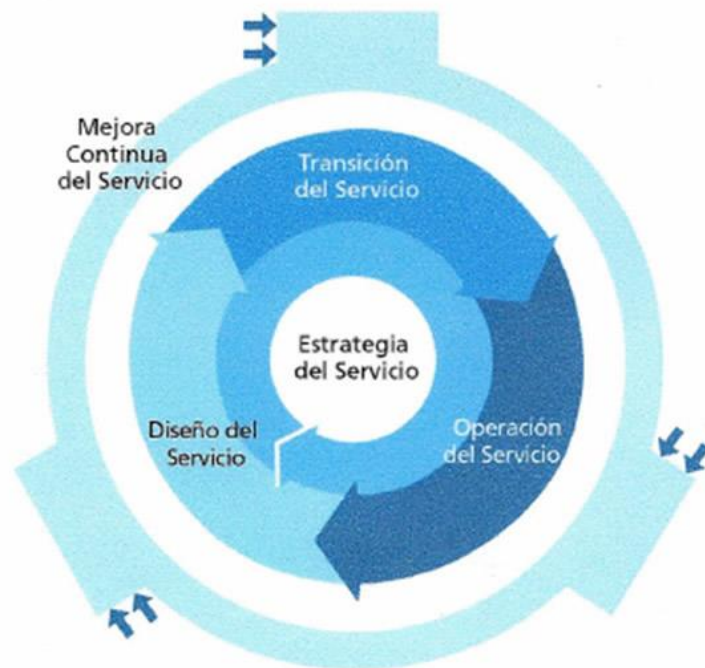 Mejora
Continua
del Servicio
Transición
del Servicio
Estrategia
del Servicio
Diseño del
Servicio
Operación
del Servicio